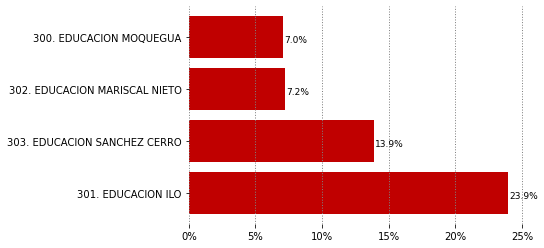 300. EDUCACION MOQUEGUA 7.0%
302. EDUCACION MARISCAL NIETO 7.2%
303. EDUCACION SANCHEZ CERRO 13.9%
301. EDUCACION ILO 23.9%
0% 5% 10% 15% 20% 25%